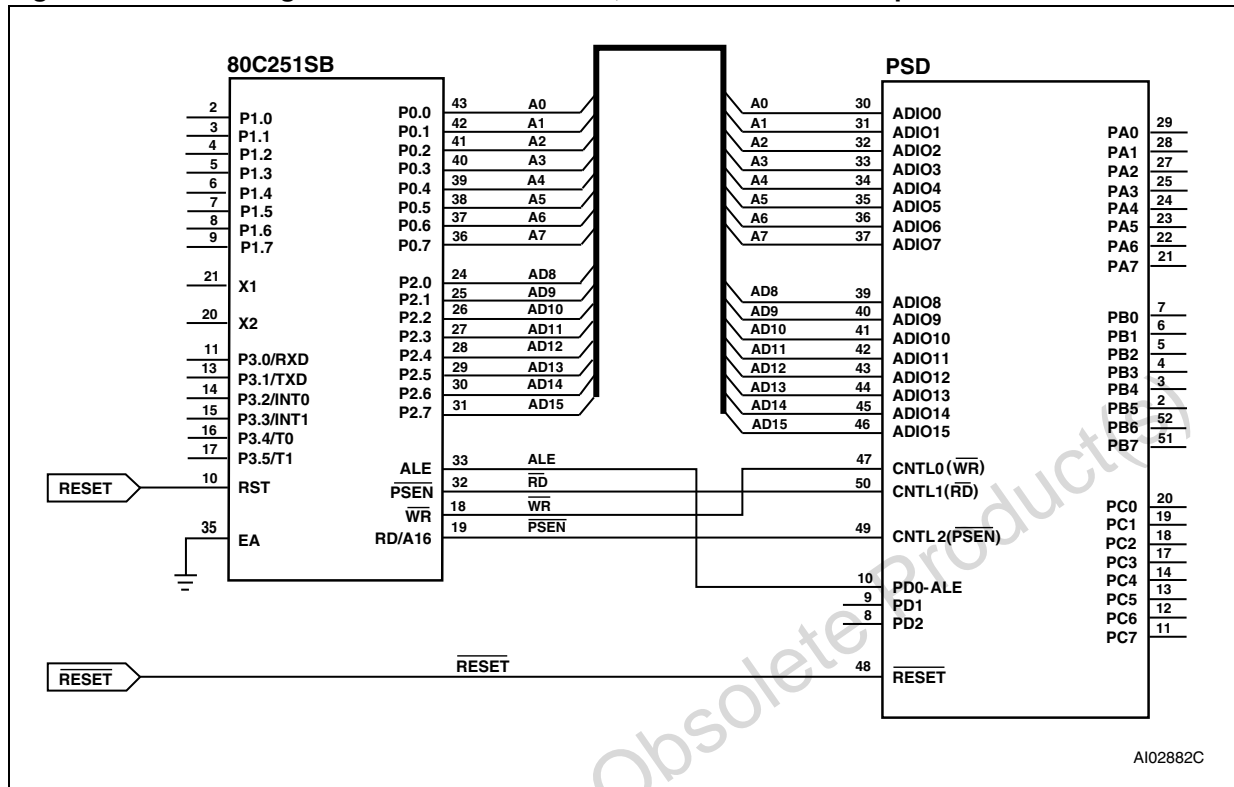 80C251SB
2 P1.0
3 P1.1
4 P1.2
5 P1.3
6 P1.4
7 P1.5
8 P1.6
9 P1.7
21 X1
20 X2
11 P3.0/RXD
13 P3.1/TXD
14 P3.2/INT0
15 P3.3/INT1
16 P3.4/T0
17 P3.5/T1
RESET 10 RST
35 EA
P0.0 43 A0
P0.1 42 A1
P0.2 41 A2
P0.3 40 A3
P0.4 39 A4
P0.5 38 A5
P0.6 37 A6
P0.7 36 A7
P2.0 24 AD8
P2.1 25 AD9
P2.2 26 AD10
P2.3 27 AD11
P2.4 28 AD12
P2.5 29 AD13
P2.6 30 AD14
P2.7 31 AD15
ALE 33 ALE
PSEN 32 RD
WR 18 WR
RD/A16 19 PSEN
PSD
A0 30 ADIO0
A1 31 ADIO1
A2 32 ADIO2
A3 33 ADIO3
A4 34 ADIO4
A5 35 ADIO5
A6 36 ADIO6
A7 37 ADIO7
AD8 39 ADIO8
AD9 40 ADIO9
AD10 41 ADIO10
AD11 42 ADIO11
AD12 43 ADIO12
AD13 44 ADIO13
AD14 45 ADIO14
AD15 46 ADIO15
47 CNTL0(WR)
50 CNTL1(RD)
49 CNTL2(PSEN)
10 PD0-ALE
9 PD1
8 PD2
RESET RESET 48 RESET
PA0 29
PA1 28
PA2 27
PA3 25
PA4 24
PA5 23
PA6 22
PA7 21
PB0 7
PB1 6
PB2 5
PB3 4
PB4 3
PB5 2
PB6 52
PB7 51
PC0 20
PC1 19
PC2 18
PC3 17
PC4 14
PC5 13
PC6 12
PC7 11
Obsolete Product(s)
AI02882C